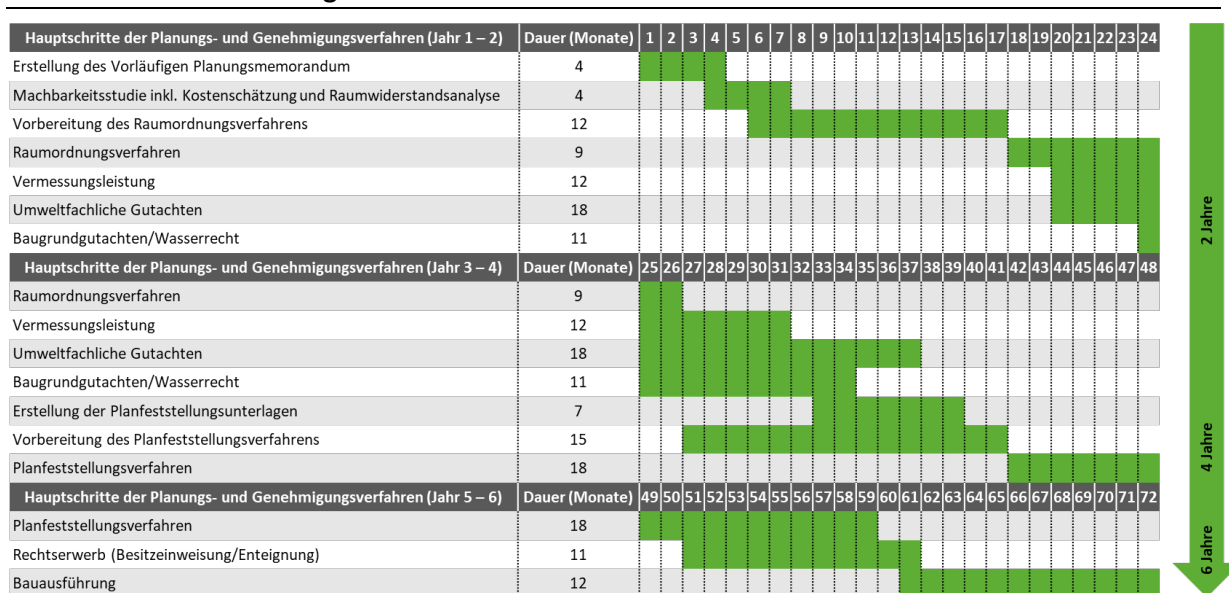 Hauptschritte der Planungs- und Genehmigungsverfahren (Jahr 1 – 2) Dauer (Monate) 1 2 3 4 5 6 7 8 9 10 11 12 13 14 15 16 17 18 19 20 21 22 23 24
Erstellung des Vorläufigen Planungsmemorandum 4
Machbarkeitsstudie inkl. Kostenschätzung und Raumwiderstandsanalyse 4
Vorbereitung des Raumordnungsverfahrens 12
Raumordnungsverfahren 9
Vermessungsleistung 12
Umweltfachliche Gutachten 18
Baugrundgutachten/Wasserrecht 11
2 Jahre
Hauptschritte der Planungs- und Genehmigungsverfahren (Jahr 3 – 4) Dauer (Monate) 25 26 27 28 29 30 31 32 33 34 35 36 37 38 39 40 41 42 43 44 45 46 47 48
Raumordnungsverfahren 9
Vermessungsleistung 12
Umweltfachliche Gutachten 18
Baugrundgutachten/Wasserrecht 11
Erstellung der Planfeststellungsunterlagen 7
Vorbereitung des Planfeststellungsverfahrens 15
Planfeststellungsverfahren 18
4 Jahre
Hauptschritte der Planungs- und Genehmigungsverfahren (Jahr 5 – 6) Dauer (Monate) 49 50 51 52 53 54 55 56 57 58 59 60 61 62 63 64 65 66 67 68 69 70 71 72
Planfeststellungsverfahren 18
Rechtserwerb (Besitzeinweisung/Enteignung) 11
Bauausführung 12
6 Jahre